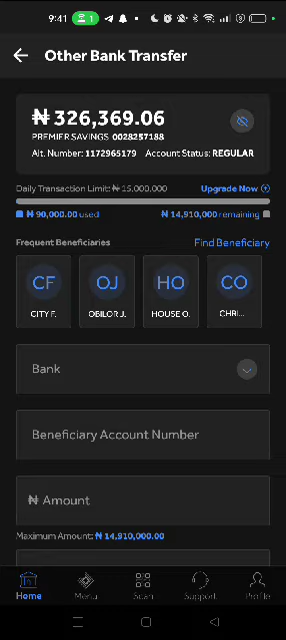 9:41 1
Other Bank Transfer
₦ 326,369.06
PREMIER SAVINGS 0028257188
Alt. Number: 1172965179 Account Status: REGULAR
Daily Transaction Limit: ₦ 15,000,000 Upgrade Now
₦ 90,000.00 used ₦ 14,910,000 remaining
Frequent Beneficiaries Find Beneficiary
CF OJ HO CO
CITY F. OBILOR J. HOUSE O. CHRI...
Bank
Beneficiary Account Number
₦ Amount
Maximum Amount: ₦ 14,910,000.00
Home Menu Scan Support Profile